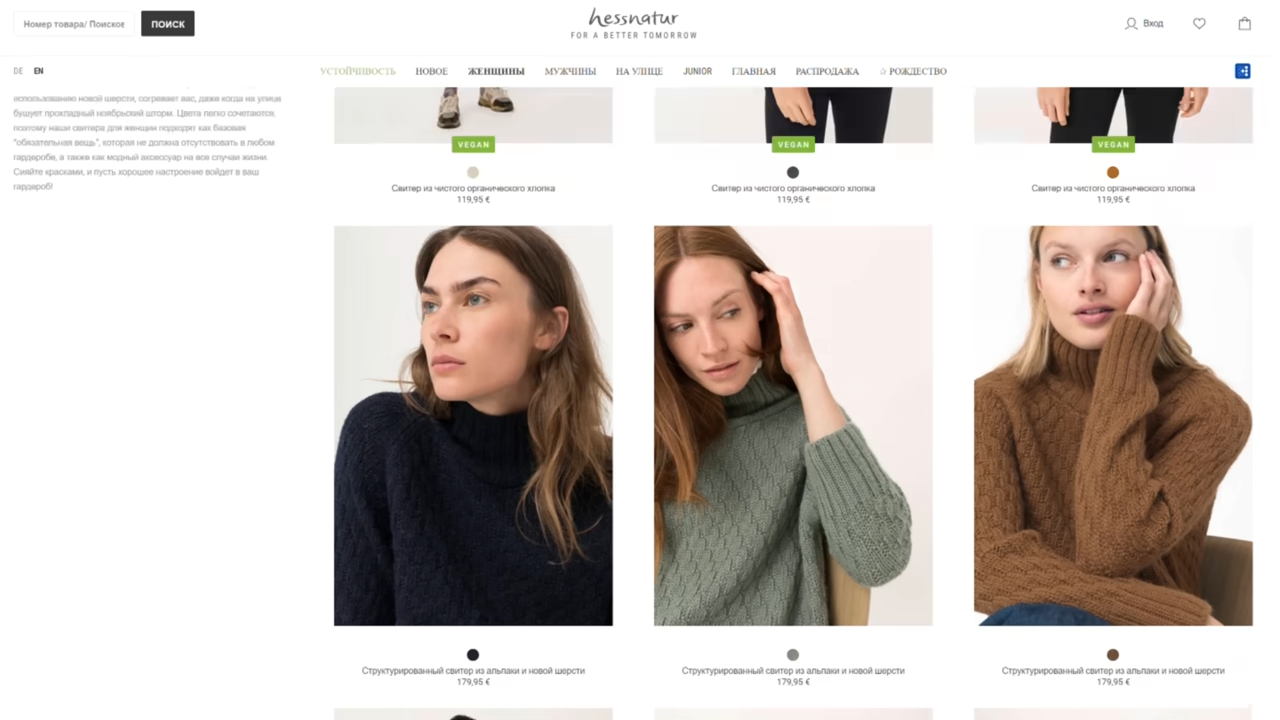 Номер товара/ Поисков
ПОИСК
hessnatur
FOR A BETTER TOMORROW
Вход
DE EN
УСТОЙЧИВОСТЬ НОВОЕ ЖЕНЩИНЫ МУЖЧИНЫ НА УЛИЦЕ JUNIOR ГЛАВНАЯ РАСПРОДАЖА ☆ РОЖДЕСТВО
использованию новой шерсти, согревает вас, даже когда на улице
бушует прохладный ноябрьский шторм. Цвета легко сочетаются,
поэтому наши свитера для женщин подходят как базовая
"обязательная вещь", которая не должна отсутствовать в любом
гардеробе, а также как модный аксессуар на все случаи жизни.
Сияйте красками, и пусть хорошее настроение войдет в ваш
гардероб!
VEGAN VEGAN VEGAN
Свитер из чистого органического хлопка
119,95 €
Свитер из чистого органического хлопка
119,95 €
Свитер из чистого органического хлопка
119,95 €
Структурированный свитер из альпаки и новой шерсти
179,95 €
Структурированный свитер из альпаки и новой шерсти
179,95 €
Структурированный свитер из альпаки и новой шерсти
179,95 €